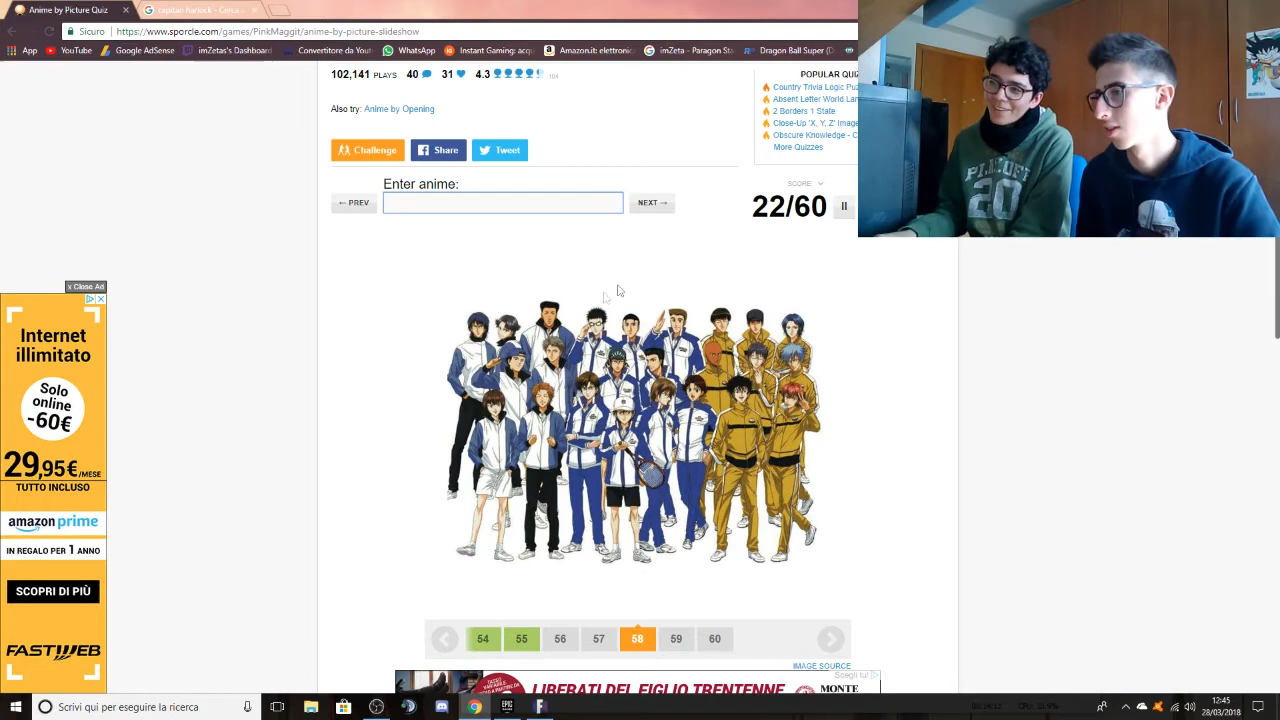 Anime by Picture Quiz
capitan harlock - Cerca
Sicuro
https://www.sporcle.com/games/PinkMaggit/anime-by-picture-slideshow
App
YouTube
Google AdSense
imZeta's Dashboard
Convertitore da Yout
WhatsApp
Instant Gaming: acqu
Amazon.it: elettronic
imZeta - Paragon Sta
Dragon Ball Super (D
102,141 PLAYS
40
31
4.3
104
POPULAR QUIZ
Country Trivia Logic Puz
Absent Letter World Lan
2 Borders 1 State
Close-Up 'X, Y, Z' Image
Obscure Knowledge - C
More Quizzes
Also try: Anime by Opening
Challenge
Share
Tweet
Enter anime:
← PREV
NEXT →
SCORE
22/60
20
x Close Ad
Internet
illimitato
Solo
online
-60€
29,95€/MESE
TUTTO INCLUSO
amazon prime
IN REGALO PER 1 ANNO
SCOPRI DI PIÙ
FASTWEB
54
55
56
57
58
59
60
IMAGE SOURCE
Scegli tu!
LIBERATI DEL FIGLIO TRENTENNE
MONTE
Scrivi qui per eseguire la ricerca
12:45
28/03/2018